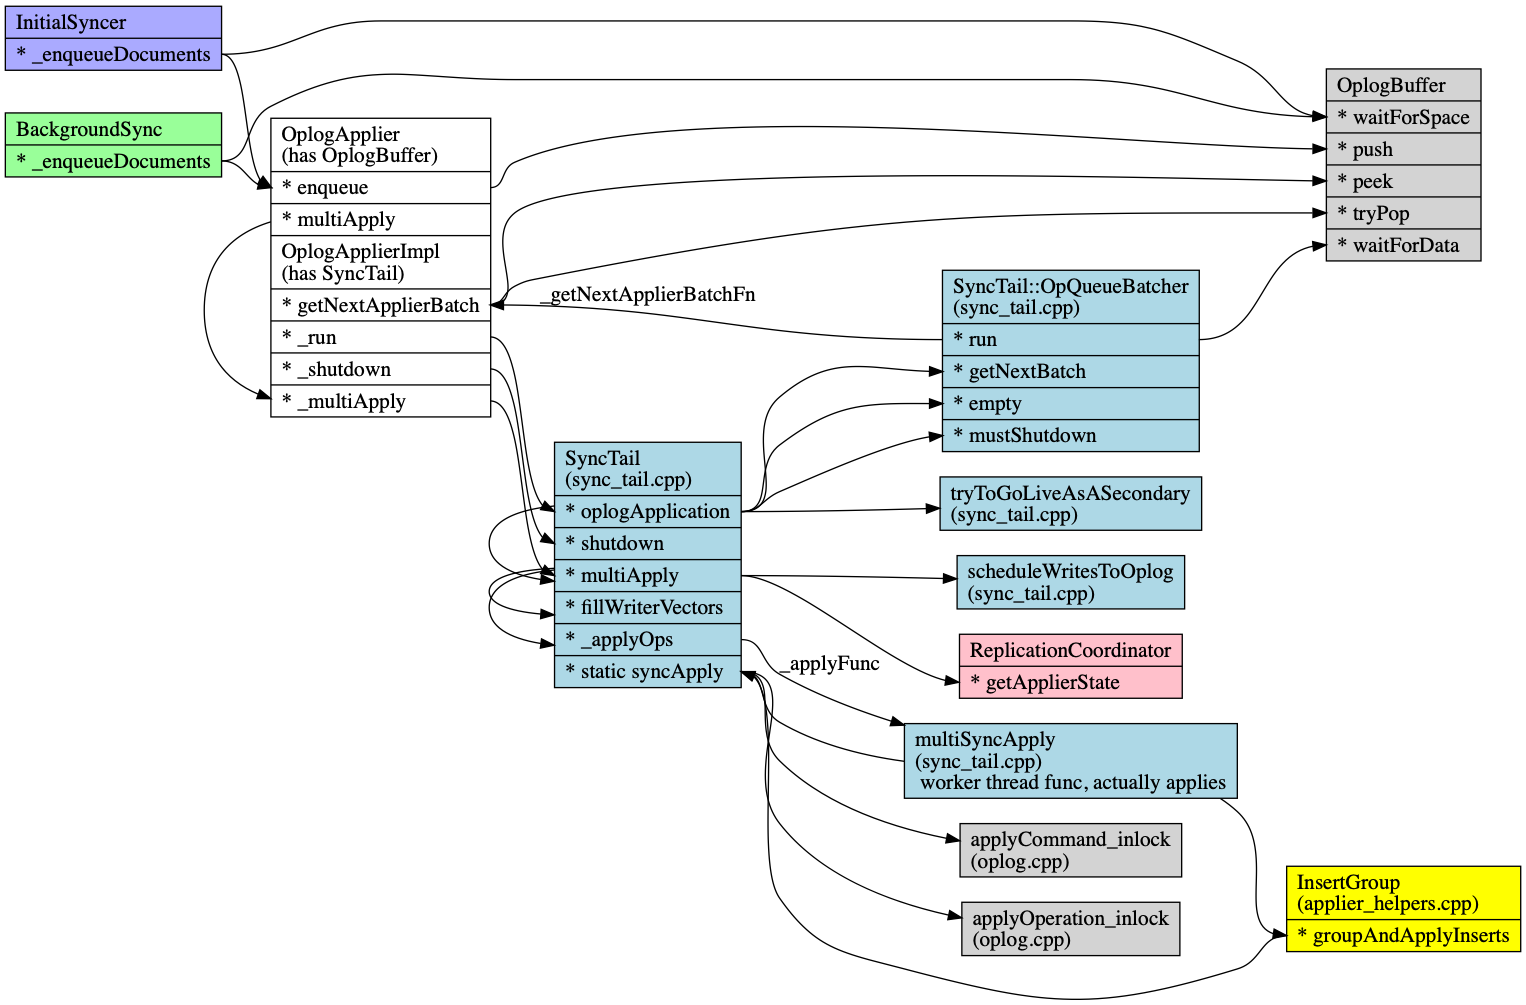 InitialSyncer
* _enqueueDocuments
BackgroundSync
* _enqueueDocuments
OplogApplier
(has OplogBuffer)
* enqueue
* multiApply
OplogApplierImpl
(has SyncTail)
* getNextApplierBatch
* _run
* _shutdown
* _multiApply
OplogBuffer
* waitForSpace
* push
* peek
* tryPop
* waitForData
_getNextApplierBatchFn
SyncTail::OpQueueBatcher
(sync_tail.cpp)
* run
* getNextBatch
* empty
* mustShutdown
SyncTail
(sync_tail.cpp)
* oplogApplication
* shutdown
* multiApply
* fillWriterVectors
* _applyOps
* static syncApply
tryToGoLiveAsASecondary
(sync_tail.cpp)
scheduleWritesToOplog
(sync_tail.cpp)
ReplicationCoordinator
* getApplierState
_applyFunc
multiSyncApply
(sync_tail.cpp)
worker thread func, actually applies
applyCommand_inlock
(oplog.cpp)
applyOperation_inlock
(oplog.cpp)
InsertGroup
(applier_helpers.cpp)
* groupAndApplyInserts